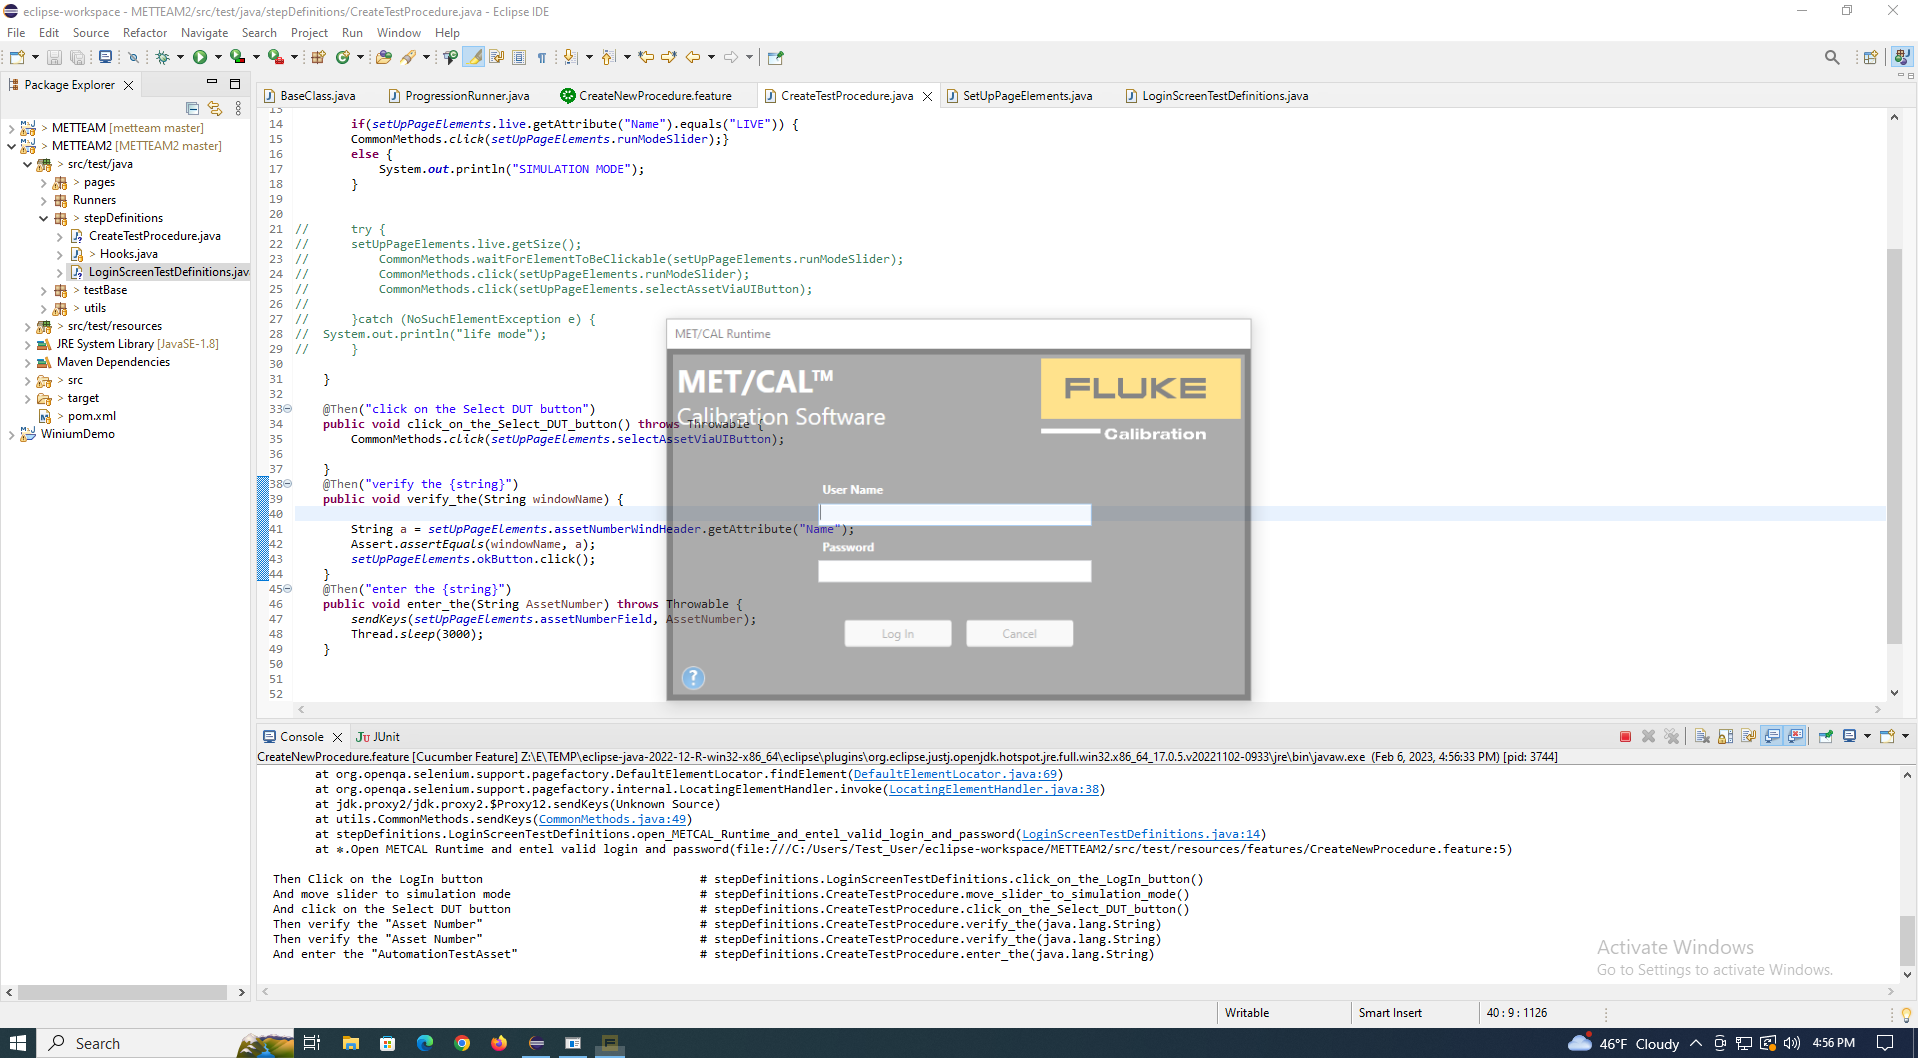 eclipse-workspace - METTEAM2/src/test/java/stepDefinitions/CreateTestProcedure.java - Eclipse IDE
File Edit Source Refactor Navigate Search Project Run Window Help
Package Explorer
METTEAM [metteam master]
> METTEAM2 [METTEAM2 master]
> src/test/java
> pages
Runners
> stepDefinitions
CreateTestProcedure.java
> Hooks.java
LoginScreenTestDefinitions.jav
> testBase
> utils
> src/test/resources
JRE System Library [JavaSE-1.8]
Maven Dependencies
> src
> target
> pom.xml
WiniumDemo
BaseClass.java ProgressionRunner.java CreateNewProcedure.feature CreateTestProcedure.java SetUpPageElements.java LoginScreenTestDefinitions.java
13
14 if(setUpPageElements.live.getAttribute("Name").equals("LIVE")) {
15 CommonMethods.click(setUpPageElements.runModeSlider);}
16 else {
17 System.out.println("SIMULATION MODE");
18 }
19
20
21 // try {
22 // setUpPageElements.live.getSize();
23 // CommonMethods.waitForElementToBeClickable(setUpPageElements.runModeSlider);
24 // CommonMethods.click(setUpPageElements.runModeSlider);
25 // CommonMethods.click(setUpPageElements.selectAssetViaUIButton);
26 //
27 // }catch (NoSuchElementException e) {
28 // System.out.println("life mode");
29 // }
30
31 }
32
33 @Then("click on the Select DUT button")
34 public void click_on_the_Select_DUT_button() throws Throwable {
35 CommonMethods.click(setUpPageElements.selectAssetViaUIButton);
36
37 }
38 @Then("verify the {string}")
39 public void verify_the(String windowName) {
40
41 String a = setUpPageElements.assetNumberWindHeader.getAttribute("Name");
42 Assert.assertEquals(windowName, a);
43 setUpPageElements.okButton.click();
44 }
45 @Then("enter the {string}")
46 public void enter_the(String AssetNumber) throws Throwable {
47 sendKeys(setUpPageElements.assetNumberField, AssetNumber);
48 Thread.sleep(3000);
49 }
50
51
52
MET/CAL Runtime
MET/CAL™
Calibration Software
FLUKE
Calibration
User Name
Password
Log In Cancel
?
Console JUnit
CreateNewProcedure.feature [Cucumber Feature] Z:\E\TEMP\eclipse-java-2022-12-R-win32-x86_64\eclipse\plugins\org.eclipse.justj.openjdk.hotspot.jre.full.win32.x86_64_17.0.5.v20221102-0933\jre\bin\javaw.exe (Feb 6, 2023, 4:56:33 PM) [pid: 3744]
at org.openqa.selenium.support.pagefactory.DefaultElementLocator.findElement(DefaultElementLocator.java:69)
at org.openqa.selenium.support.pagefactory.internal.LocatingElementHandler.invoke(LocatingElementHandler.java:38)
at jdk.proxy2/jdk.proxy2.$Proxy12.sendKeys(Unknown Source)
at utils.CommonMethods.sendKeys(CommonMethods.java:49)
at stepDefinitions.LoginScreenTestDefinitions.open_METCAL_Runtime_and_entel_valid_login_and_password(LoginScreenTestDefinitions.java:14)
at *.Open METCAL Runtime and entel valid login and password(file:///C:/Users/Test_User/eclipse-workspace/METTEAM2/src/test/resources/features/CreateNewProcedure.feature:5)
Then Click on the LogIn button # stepDefinitions.LoginScreenTestDefinitions.click_on_the_LogIn_button()
And move slider to simulation mode # stepDefinitions.CreateTestProcedure.move_slider_to_simulation_mode()
And click on the Select DUT button # stepDefinitions.CreateTestProcedure.click_on_the_Select_DUT_button()
Then verify the "Asset Number" # stepDefinitions.CreateTestProcedure.verify_the(java.lang.String)
Then verify the "Asset Number" # stepDefinitions.CreateTestProcedure.verify_the(java.lang.String)
And enter the "AutomationTestAsset" # stepDefinitions.CreateTestProcedure.enter_the(java.lang.String)
Activate Windows
Go to Settings to activate Windows.
Writable Smart Insert 40 : 9 : 1126
Search 46°F Cloudy 4:56 PM